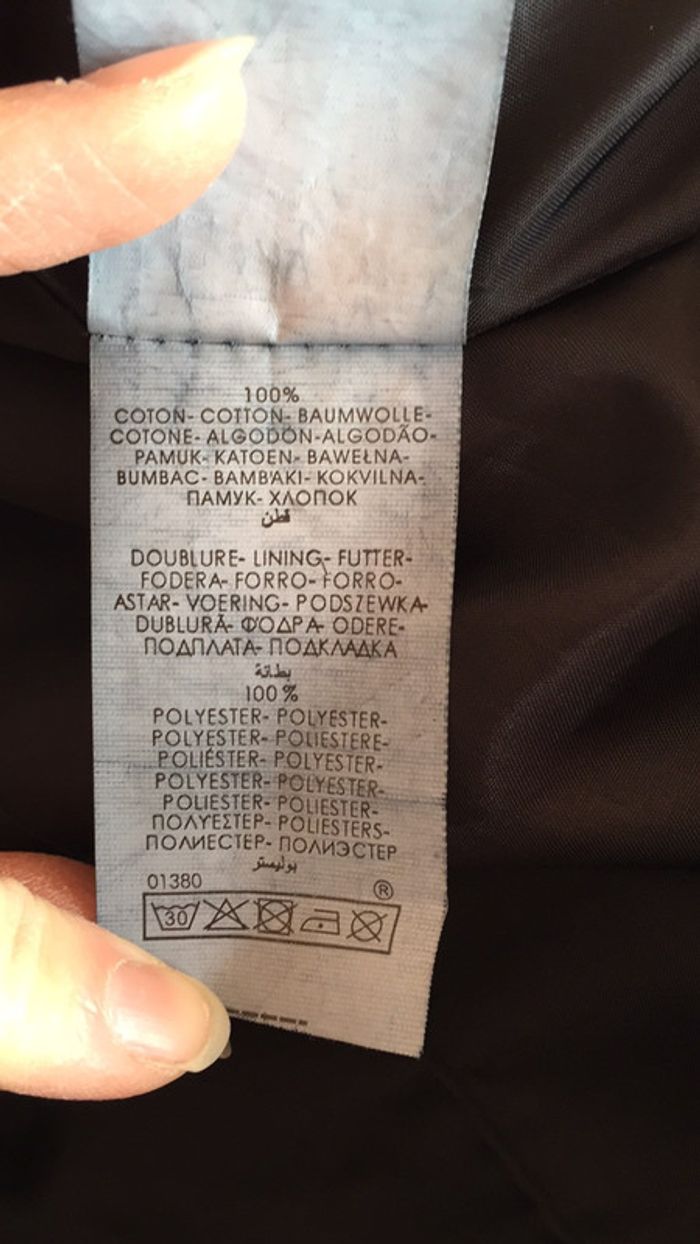 100%
COTON- COTTON- BAUMWOLLE-
COTONE- ALGODÓN-ALGODÃO-
PAMUK- KATOEN- BAWEŁNA-
BUMBAC- BAMBAKI- KOKVILNA-
ПАМУК- ХЛОПОК
قطن
DOUBLURE- LINING- FUTTER-
FODERA- FORRO- FORRO-
ASTAR- VOERING- PODSZEWKA-
DUBLURĂ- ΦΌΔΡΑ- ODERE-
ПОДПЛАТА- ПОДКЛАДКА
بطانة
100 %
POLYESTER- POLYESTER-
POLYESTER- POLIESTERE-
POLIÉSTER- POLYESTER-
POLYESTER- POLYESTER-
POLIESTER- POLIESTER-
ΠΟΛΥΕΣΤΕΡ- POLIESTERS-
ПОЛИЕСТЕР- ПОЛИЭСТЕР
بوليستر
01380 ®
30